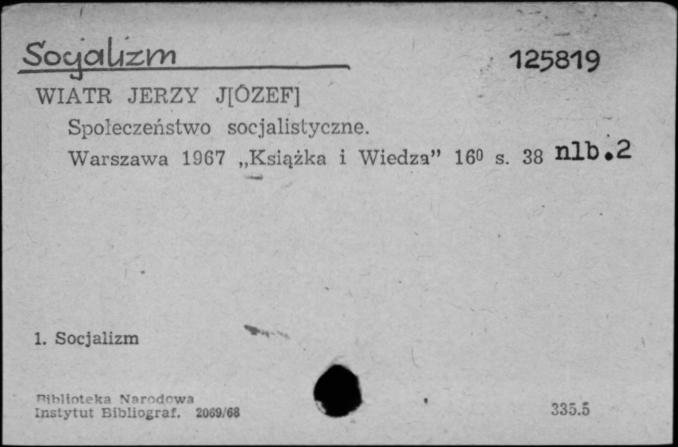 Socjalizm
125819
WIATR JERZY J[ÓZEF]
Społeczeństwo socjalistyczne.
Warszawa 1967 „Książka i Wiedza” 16⁰ s. 38 nlb.2
1. Socjalizm
Biblioteka Narodowa
Instytut Bibliograf. 2069/68
335.5